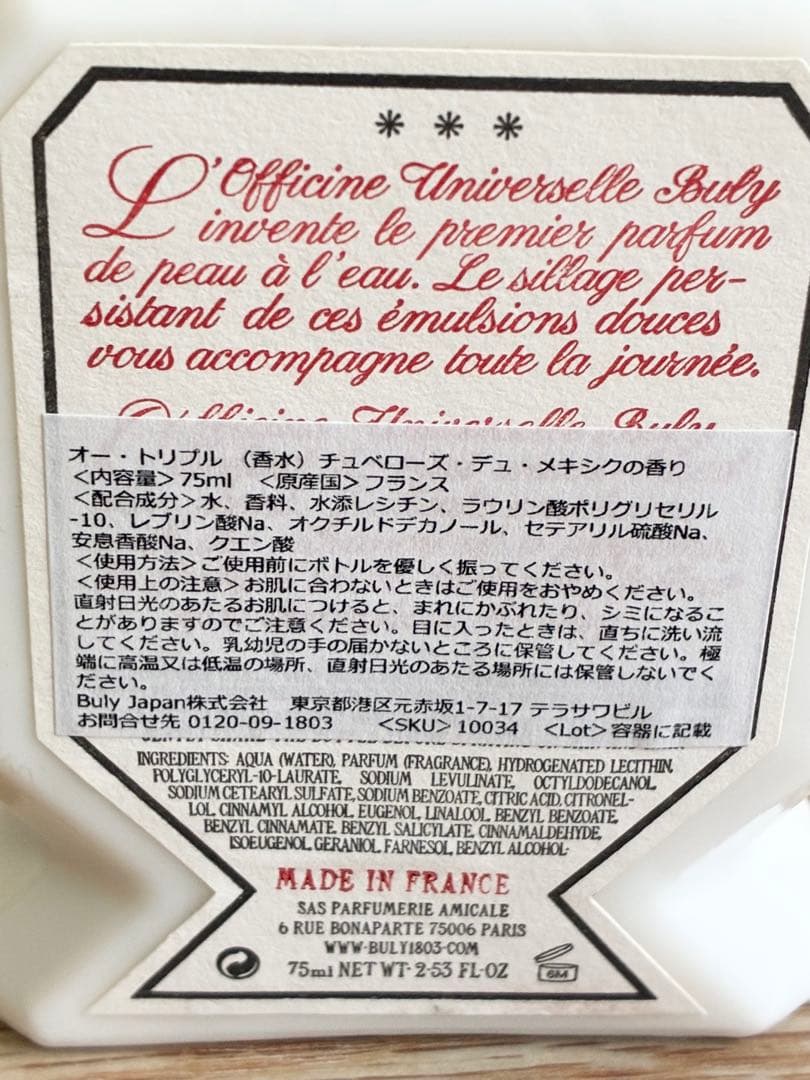 * * *
L'Officine Universelle Buly
invente le premier parfum
de peau à l'eau. Le sillage per-
sistant de ces émulsions douces
vous accompagne toute la journée.
L'Officine Universelle Buly
オー・トリプル （香水）チュベローズ・デュ・メキシクの香り
＜内容量＞75ml ＜原産国＞フランス
＜配合成分＞水、香料、水添レシチン、ラウリン酸ポリグリセリル
-10、レブリン酸Na、オクチルドデカノール、セテアリル硫酸Na、
安息香酸Na、クエン酸
＜使用方法＞ご使用前にボトルを優しく振ってください。
＜使用上の注意＞お肌に合わないときはご使用をおやめください。
直射日光のあたるお肌につけると、まれにかぶれたり、シミになるこ
とがありますのでご注意ください。目に入ったときは、直ちに洗い流
してください。乳幼児の手の届かないところに保管してください。極
端に高温又は低温の場所、直射日光のあたる場所には保管しないでく
ださい。
Buly Japan株式会社 東京都港区元赤坂1-7-17 テラサワビル
お問合せ先 0120-09-1803 ＜SKU＞10034 ＜Lot＞容器に記載
INGREDIENTS: AQUA (WATER), PARFUM (FRAGRANCE), HYDROGENATED LECITHIN,
POLYGLYCERYL-10-LAURATE, SODIUM LEVULINATE, OCTYLDODECANOL,
SODIUM CETEARYL SULFATE, SODIUM BENZOATE, CITRIC ACID, CITRONEL-
LOL, CINNAMYL ALCOHOL, EUGENOL, LINALOOL, BENZYL BENZOATE,
BENZYL CINNAMATE, BENZYL SALICYLATE, CINNAMALDEHYDE,
ISOEUGENOL, GERANIOL, FARNESOL, BENZYL ALCOHOL·
MADE IN FRANCE
SAS PARFUMERIE AMICALE
6 RUE BONAPARTE 75006 PARIS
WWW·BULY1803·COM
75ml NET WT· 2·53 FL·OZ
6M